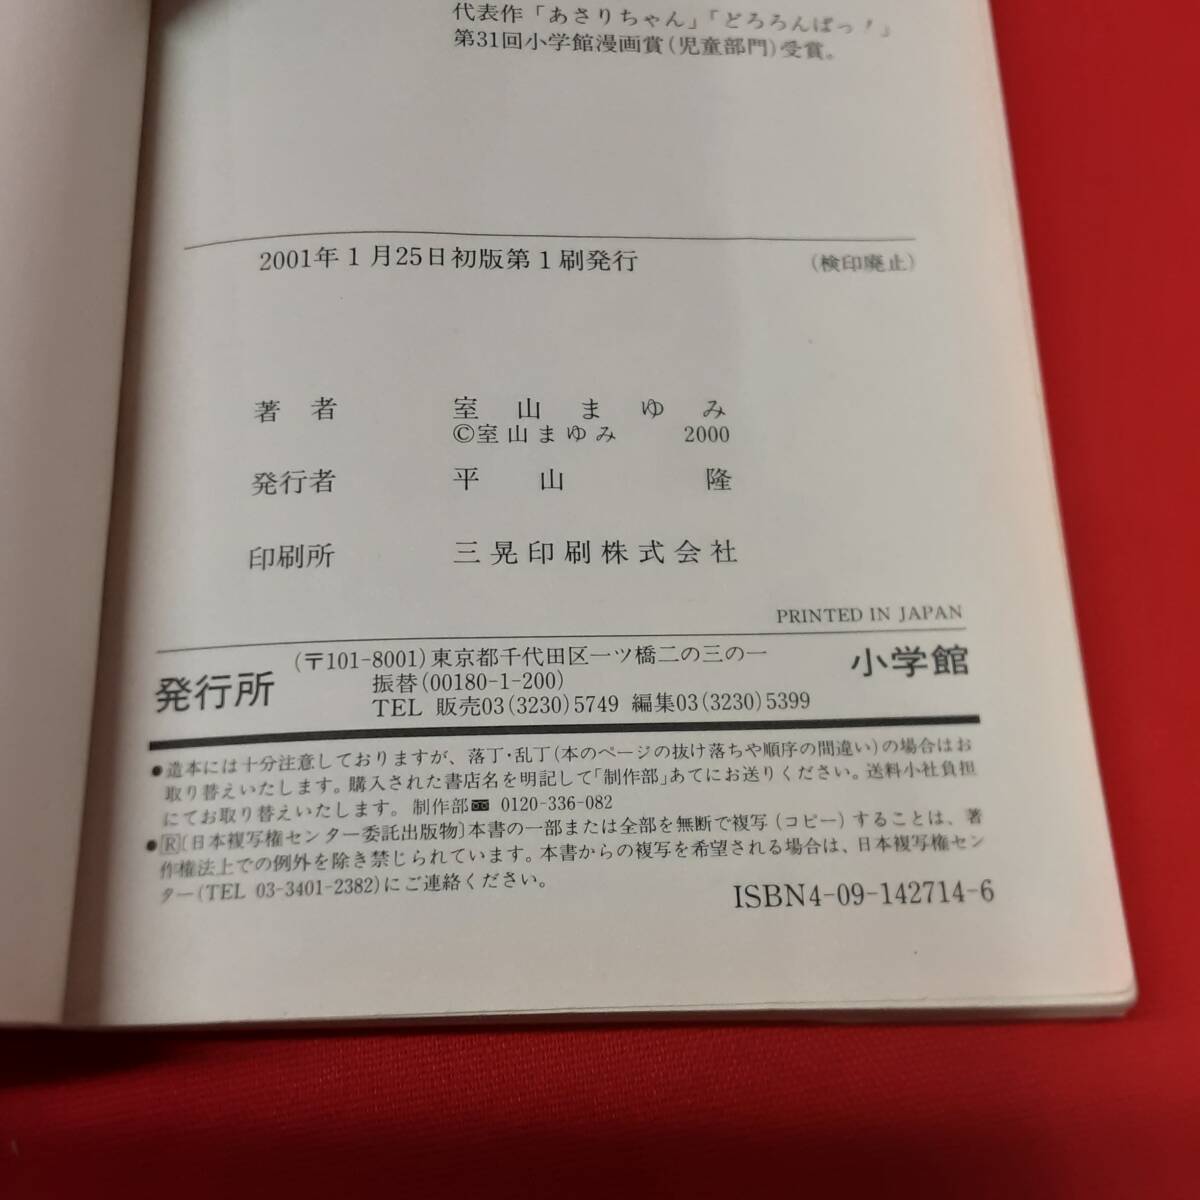 代表作「あさりちゃん」「どろろんぱっ!」
第31回小学館漫画賞(児童部門)受賞。
2001年1月25日初版第1刷発行 (検印廃止)
著者 室山まゆみ
©室山まゆみ 2000
発行者 平山隆
印刷所 三晃印刷株式会社
PRINTED IN JAPAN
(〒101-8001)東京都千代田区一ツ橋二の三の一
発行所 振替(00180-1-200) 小学館
TEL 販売03(3230)5749 編集03(3230)5399
●造本には十分注意しておりますが、落丁・乱丁(本のページの抜け落ちや順序の間違い)の場合はお
取り替えいたします。購入された書店名を明記して「制作部」あてにお送りください。送料小社負担
にてお取り替えいたします。制作部 0120-336-082
●Ⓡ〔日本複写権センター委託出版物〕本書の一部または全部を無断で複写(コピー)することは、著
作権法上での例外を除き禁じられています。本書からの複写を希望される場合は、日本複写権セン
ター(TEL 03-3401-2382)にご連絡ください。
ISBN4-09-142714-6